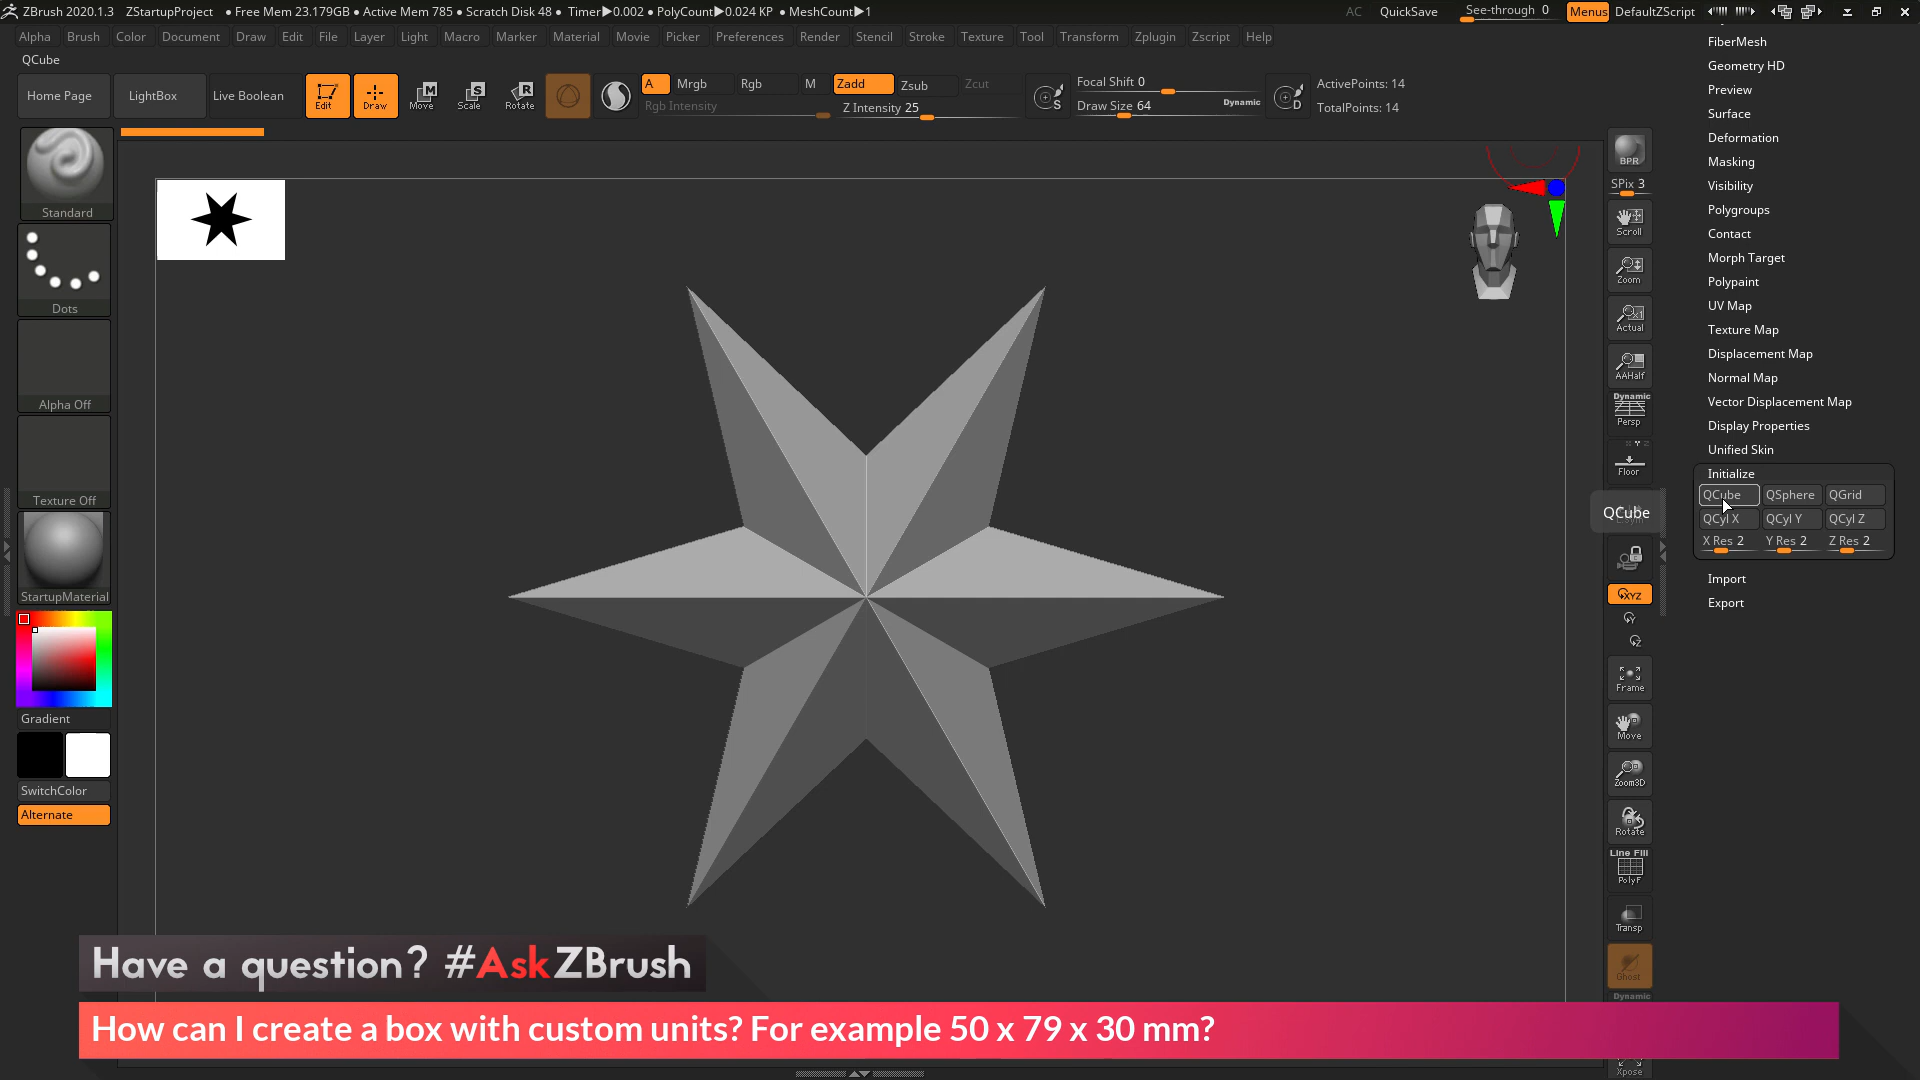 ZBrush 2020.1.3 ZStartupProject • Free Mem 23.179GB • Active Mem 785 • Scratch Disk 48 • Timer▶0.002 • PolyCount▶0.024 KP • MeshCount▶1 AC QuickSave See-through 0 Menus DefaultZScript
Alpha Brush Color Document Draw Edit File Layer Light Macro Marker Material Movie Picker Preferences Render Stencil Stroke Texture Tool Transform Zplugin Zscript Help
QCube
Home Page LightBox Live Boolean Edit Draw Move Scale Rotate
A Mrgb Rgb M Zadd Zsub Zcut
Rgb Intensity Z Intensity 25
S Focal Shift 0
Draw Size 64 Dynamic
D ActivePoints: 14
TotalPoints: 14
Standard
Dots
Alpha Off
Texture Off
StartupMaterial
Gradient
SwitchColor
Alternate
BPR
SPix 3
Scroll
Zoom
Actual
AAHalf
Dynamic
Persp
Floor
QCube
XYZ
Y
Z
Frame
Move
Zoom3D
Rotate
Line Fill
PolyF
Transp
Ghost
Dynamic
Xpose
FiberMesh
Geometry HD
Preview
Surface
Deformation
Masking
Visibility
Polygroups
Contact
Morph Target
Polypaint
UV Map
Texture Map
Displacement Map
Normal Map
Vector Displacement Map
Display Properties
Unified Skin
Initialize
QCube QSphere QGrid
QCyl X QCyl Y QCyl Z
X Res 2 Y Res 2 Z Res 2
Import
Export
Have a question? #AskZBrush
How can I create a box with custom units? For example 50 x 79 x 30 mm?